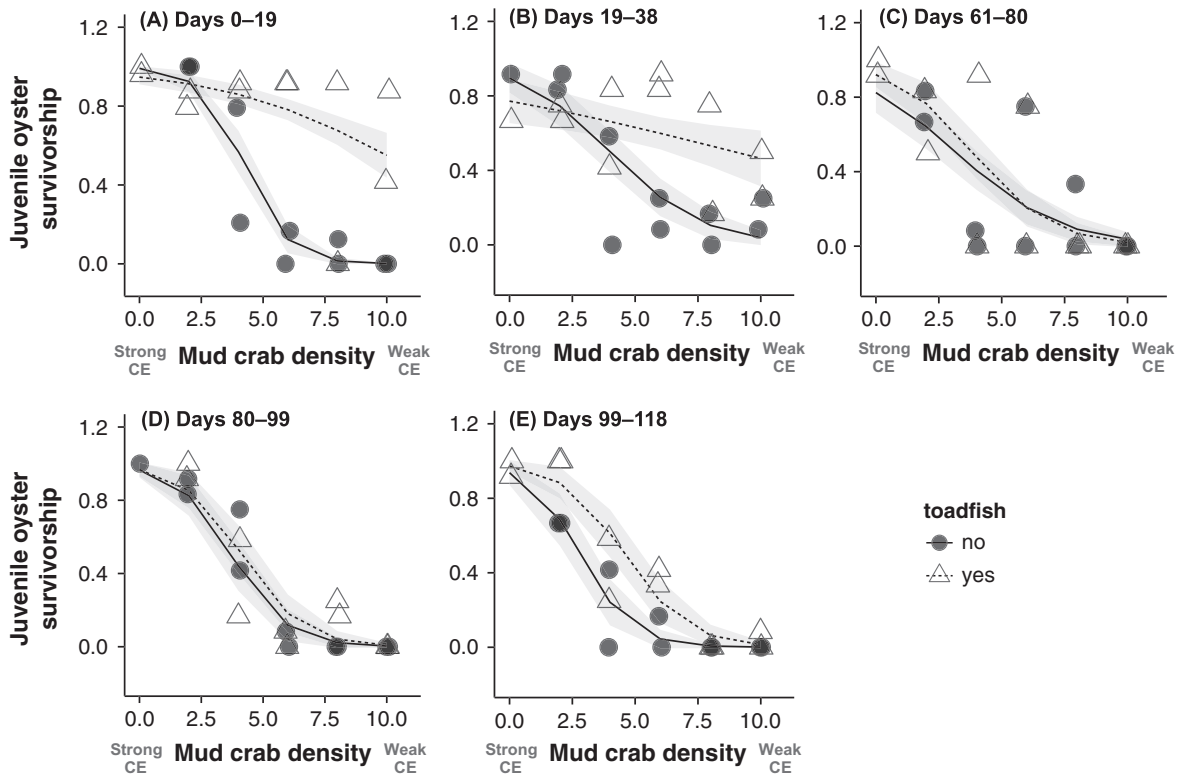 (A) Days 0–19
1.2
0.8
0.4
0.0
Juvenile oyster
survivorship
0.0 2.5 5.0 7.5 10.0
Strong
CE
Mud crab density
Weak
CE
(B) Days 19–38
1.2
0.8
0.4
0.0
0.0 2.5 5.0 7.5 10.0
Strong
CE
Mud crab density
Weak
CE
(C) Days 61–80
1.2
0.8
0.4
0.0
0.0 2.5 5.0 7.5 10.0
Strong
CE
Mud crab density
Weak
CE
(D) Days 80–99
1.2
0.8
0.4
0.0
Juvenile oyster
survivorship
0.0 2.5 5.0 7.5 10.0
Strong
CE
Mud crab density
Weak
CE
(E) Days 99–118
1.2
0.8
0.4
0.0
0.0 2.5 5.0 7.5 10.0
Strong
CE
Mud crab density
Weak
CE
toadfish
no
yes